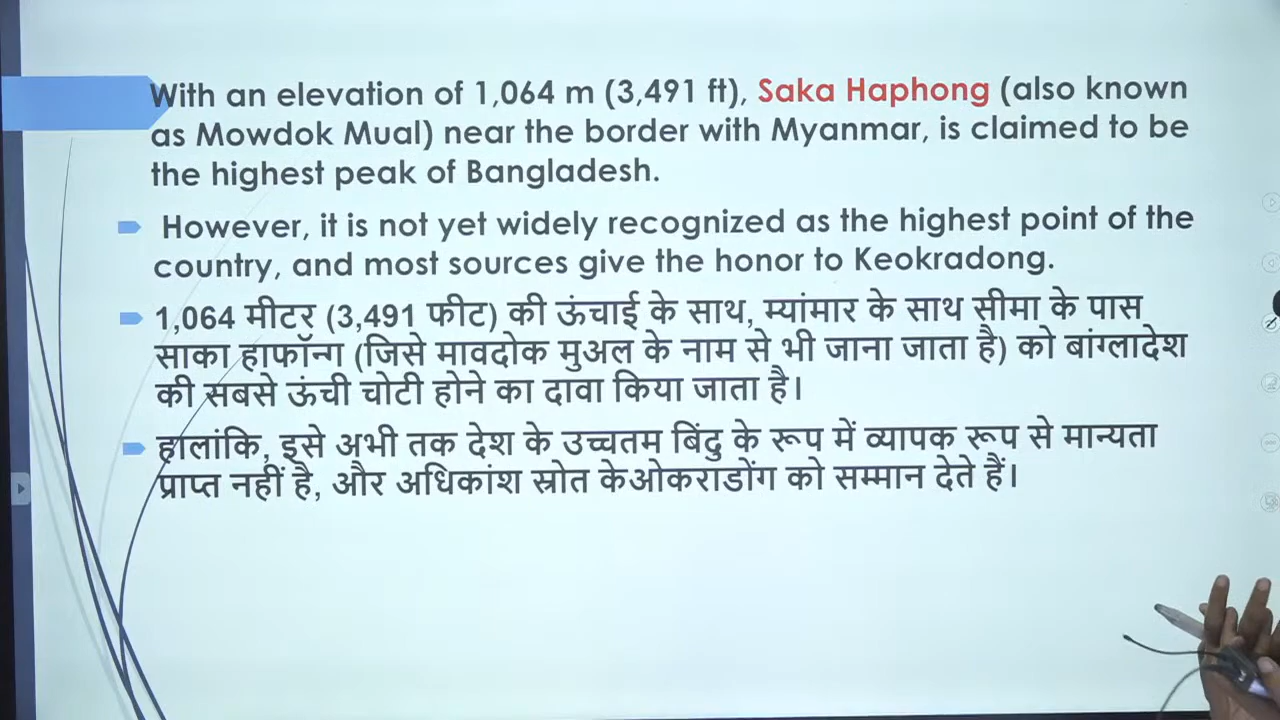 With an elevation of 1,064 m (3,491 ft), Saka Haphong (also known
as Mowdok Mual) near the border with Myanmar, is claimed to be
the highest peak of Bangladesh.
However, it is not yet widely recognized as the highest point of the
country, and most sources give the honor to Keokradong.
1,064 मीटर (3,491 फीट) की ऊंचाई के साथ, म्यांमार के साथ सीमा के पास
साका हाफॉन्ग (जिसे मावदोक मुअल के नाम से भी जाना जाता है) को बांग्लादेश
की सबसे ऊंची चोटी होने का दावा किया जाता है।
हालांकि, इसे अभी तक देश के उच्चतम बिंदु के रूप में व्यापक रूप से मान्यता
प्राप्त नहीं है, और अधिकांश स्रोत केओकराडोंग को सम्मान देते हैं।